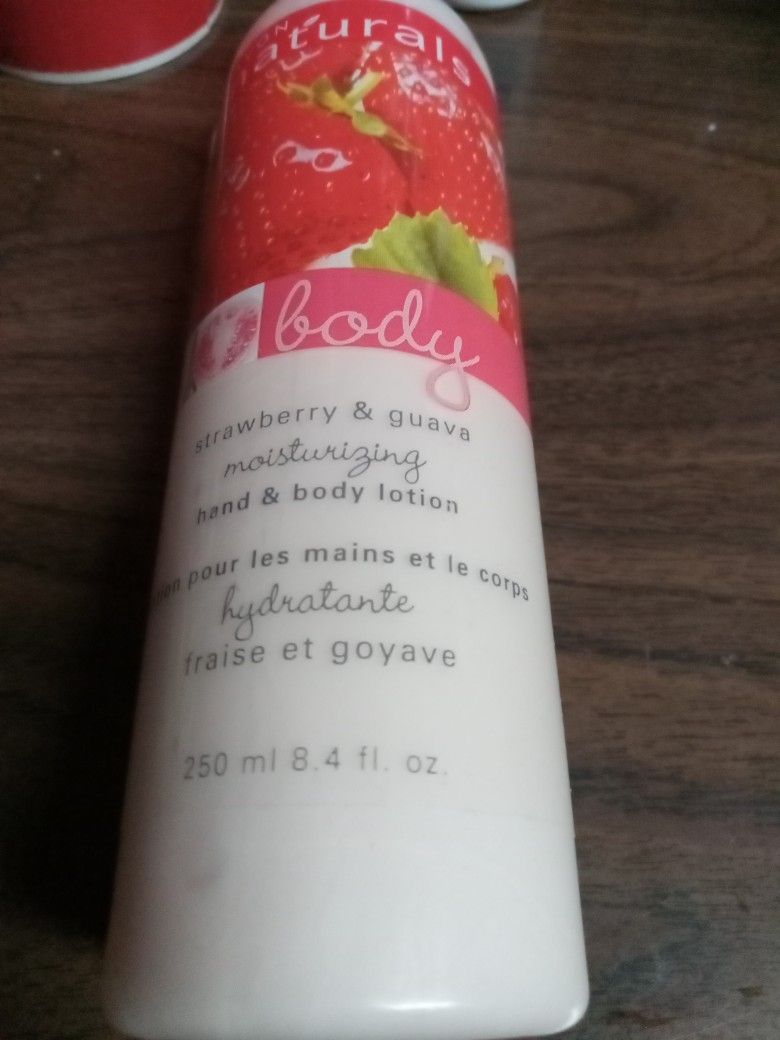 naturals
body
strawberry & guava
moisturizing
hand & body lotion
pour les mains et le corps
hydratante
fraise et goyave
250 ml 8.4 fl. oz.